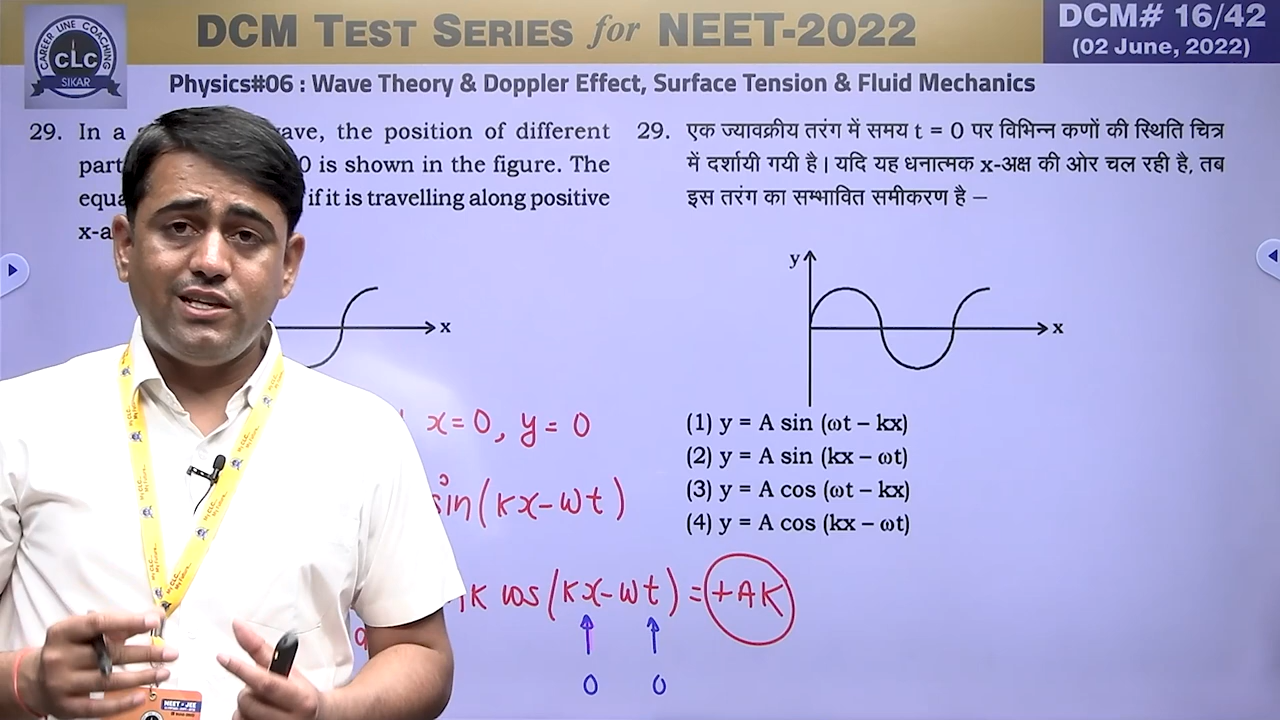 DCM TEST SERIES for NEET-2022
DCM# 16/42
(02 June, 2022)
CAREER LINE COACHING
CLC
SIKAR
Physics#06 : Wave Theory & Doppler Effect, Surface Tension & Fluid Mechanics
29. In a wave, the position of different
0 is shown in the figure. The
if it is travelling along positive
29. एक ज्यावक्रीय तरंग में समय t = 0 पर विभिन्न कणों की स्थिति चित्र
में दर्शायी गयी है। यदि यह धनात्मक x-अक्ष की ओर चल रही है, तब
इस तरंग का सम्भावित समीकरण है –
x
y
x
(1) y = A sin (ωt – kx)
(2) y = A sin (kx – ωt)
(3) y = A cos (ωt – kx)
(4) y = A cos (kx – ωt)
x=0, y=0
sin(kx-wt)
K cos(kx-wt) = +AK
0 0
NEET • JEE